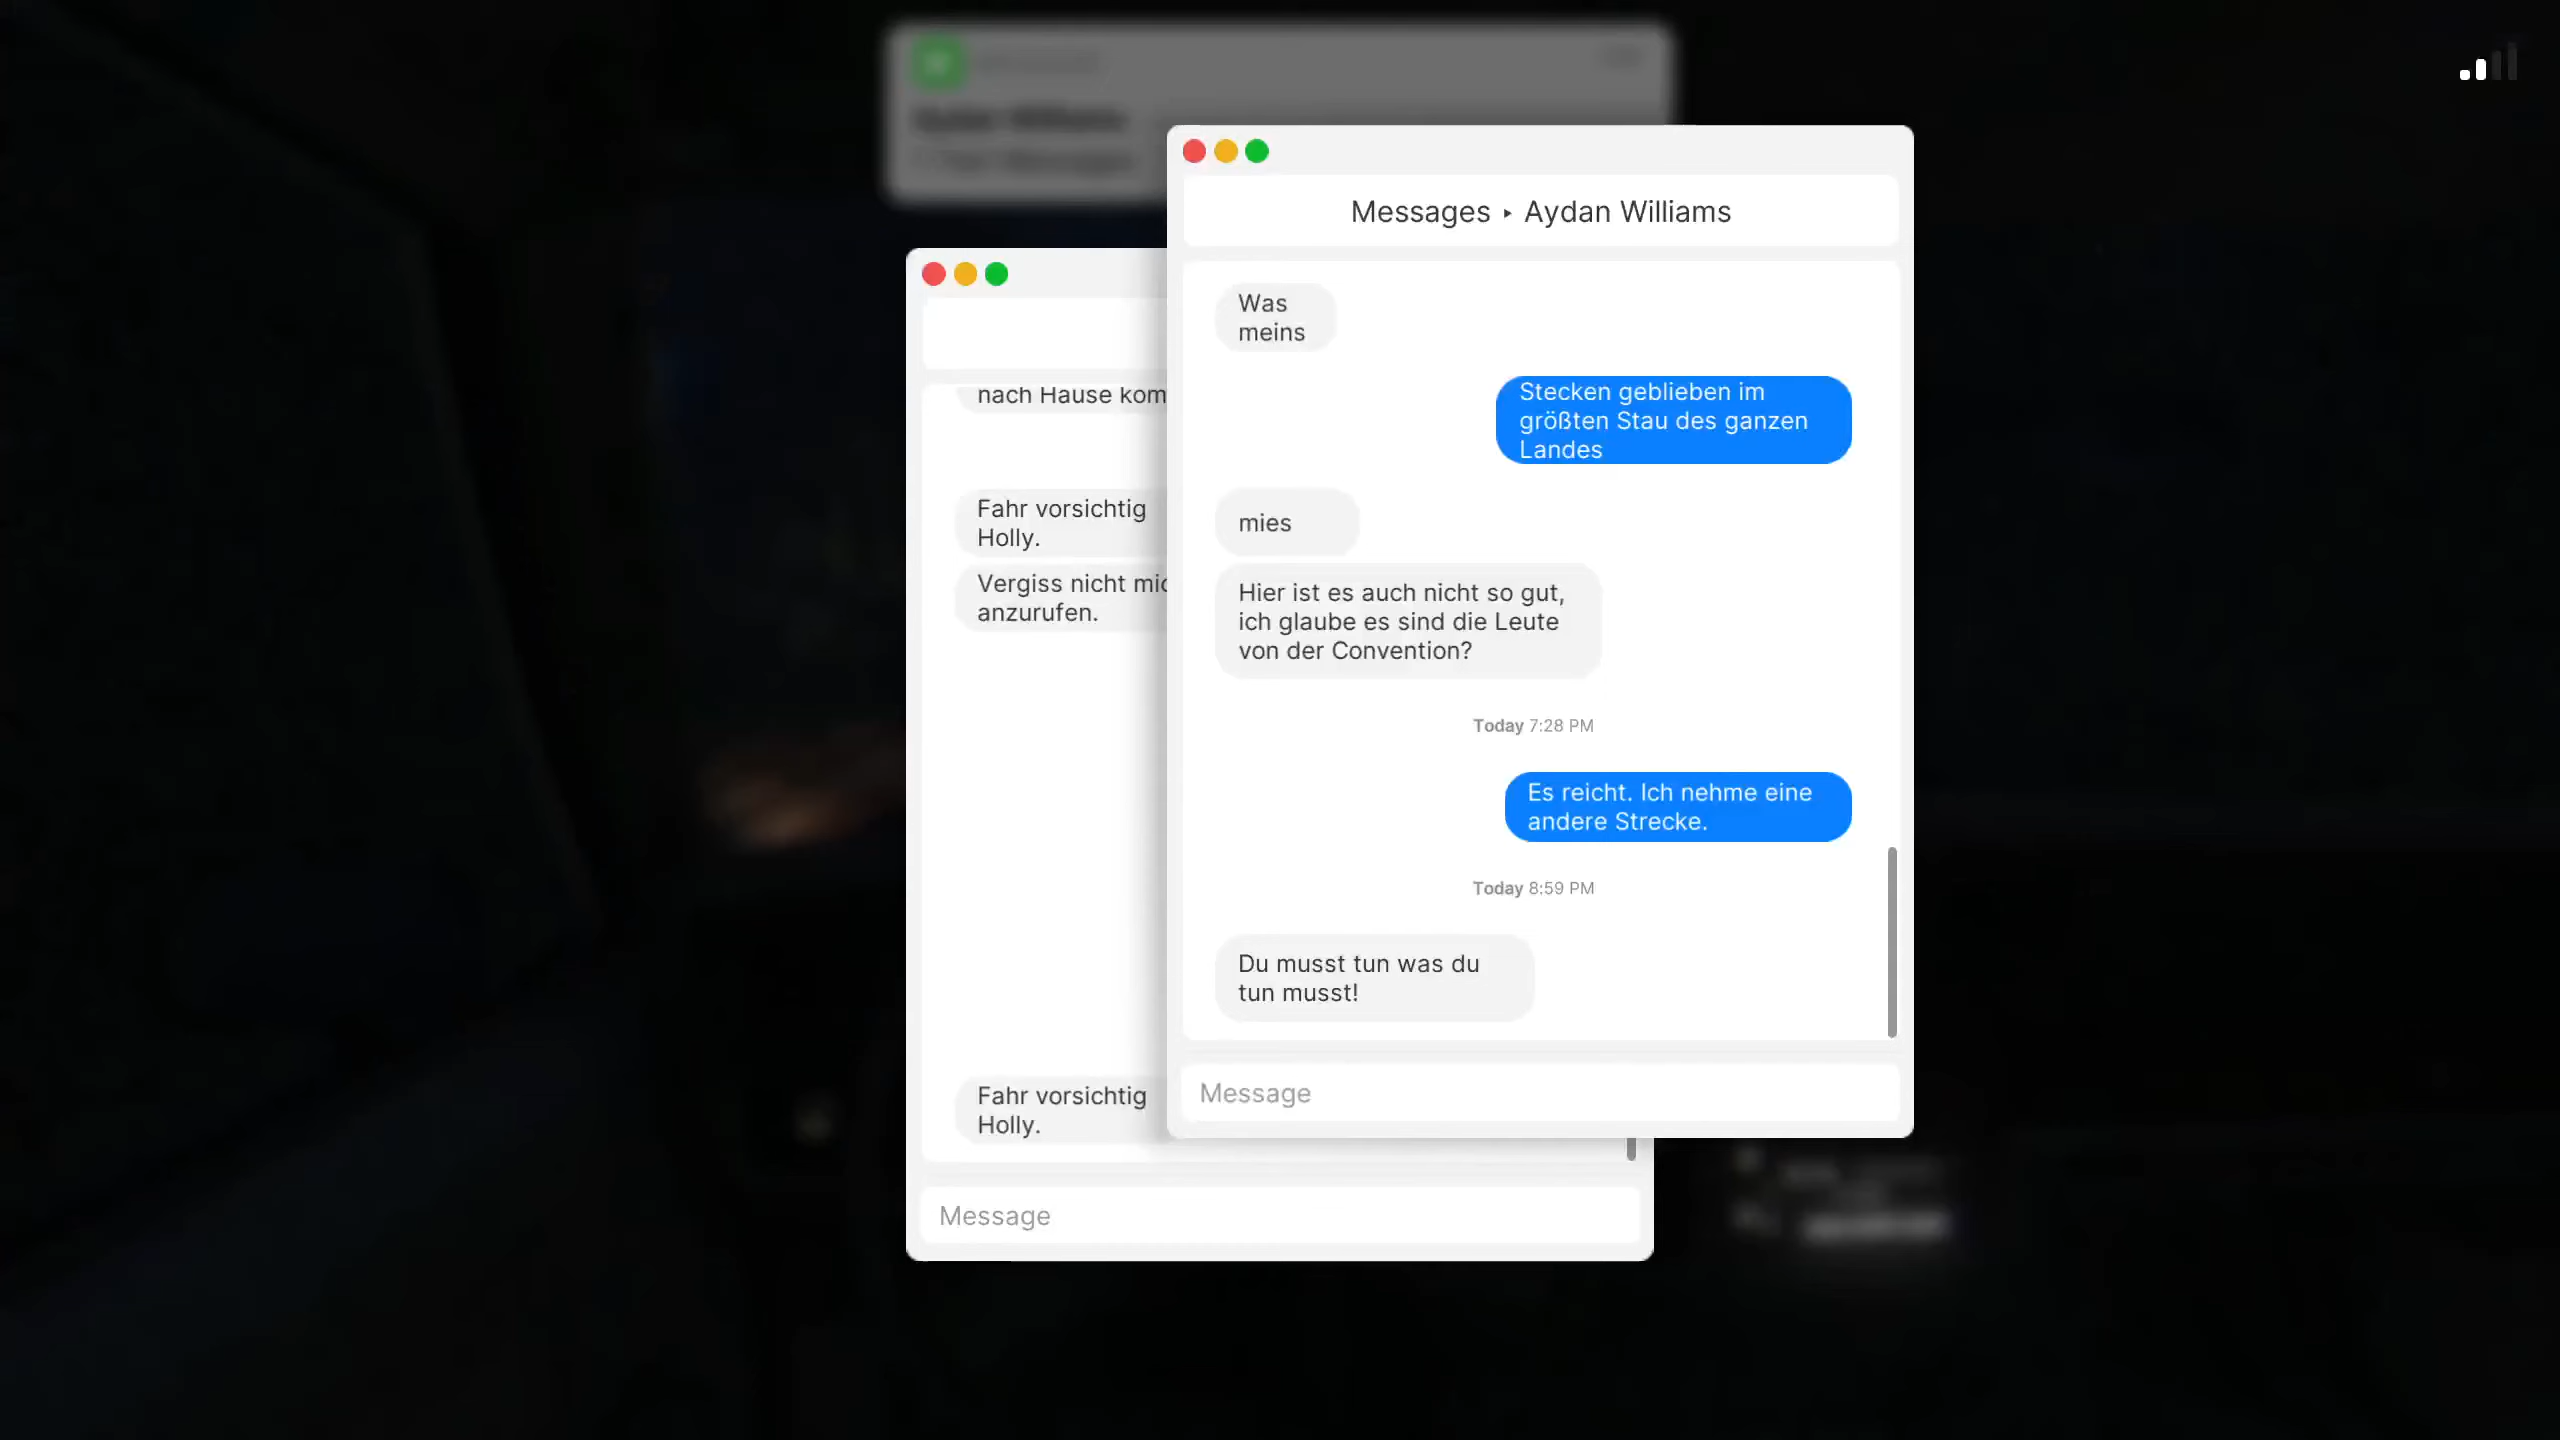 Messages ▸ Aydan Williams
Was
meins
Stecken geblieben im
größten Stau des ganzen
Landes
mies
Hier ist es auch nicht so gut,
ich glaube es sind die Leute
von der Convention?
Today 7:28 PM
Es reicht. Ich nehme eine
andere Strecke.
Today 8:59 PM
Du musst tun was du
tun musst!
Message
nach Hause kom
Fahr vorsichtig
Holly.
Vergiss nicht mic
anzurufen.
Fahr vorsichtig
Holly.
Message